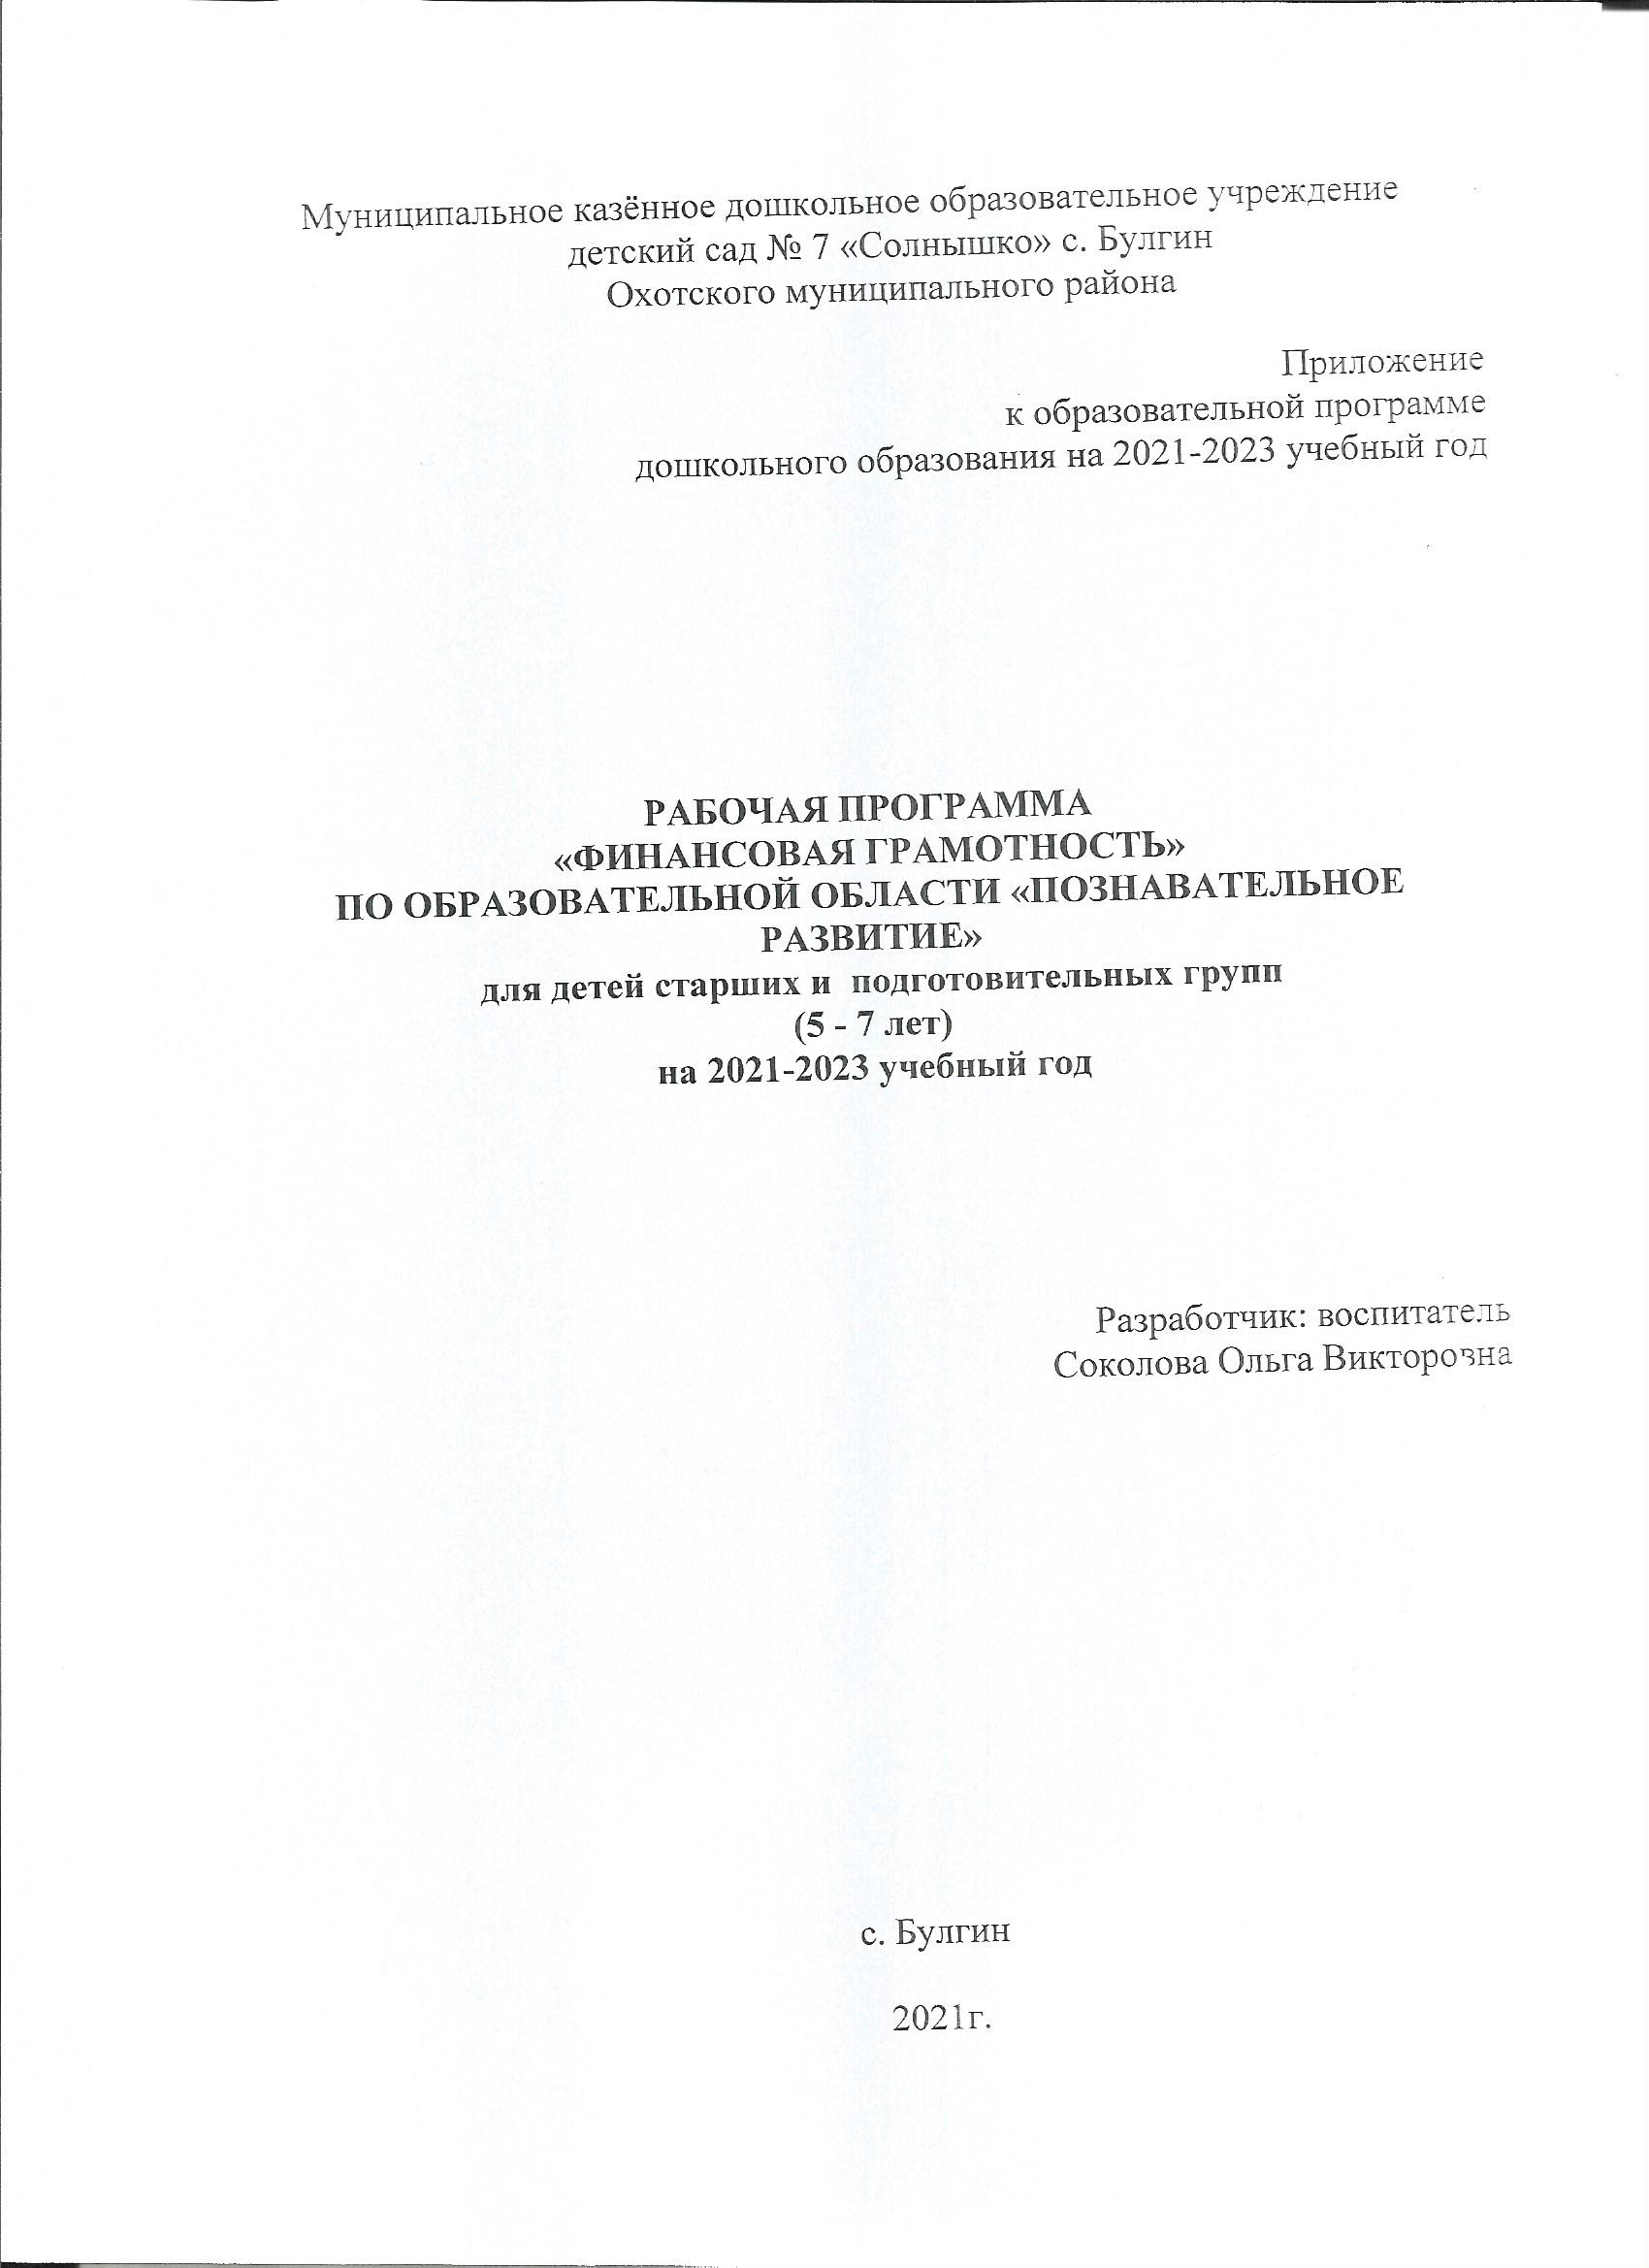 Муниципальное казённое дошкольное образовательное учреждение
детский сад № 7 «Солнышко» с. Булгин
Охотского муниципального района
Приложение
к образовательной программе
дошкольного образования на 2021-2023 учебный год
РАБОЧАЯ ПРОГРАММА
«ФИНАНСОВАЯ ГРАМОТНОСТЬ»
ПО ОБРАЗОВАТЕЛЬНОЙ ОБЛАСТИ «ПОЗНАВАТЕЛЬНОЕ
РАЗВИТИЕ»
для детей старших и  подготовительных групп
(5 - 7 лет)
на 2021-2023 учебный год
Разработчик: воспитатель
Соколова Ольга Викторовна
с. Булгин
2021г.